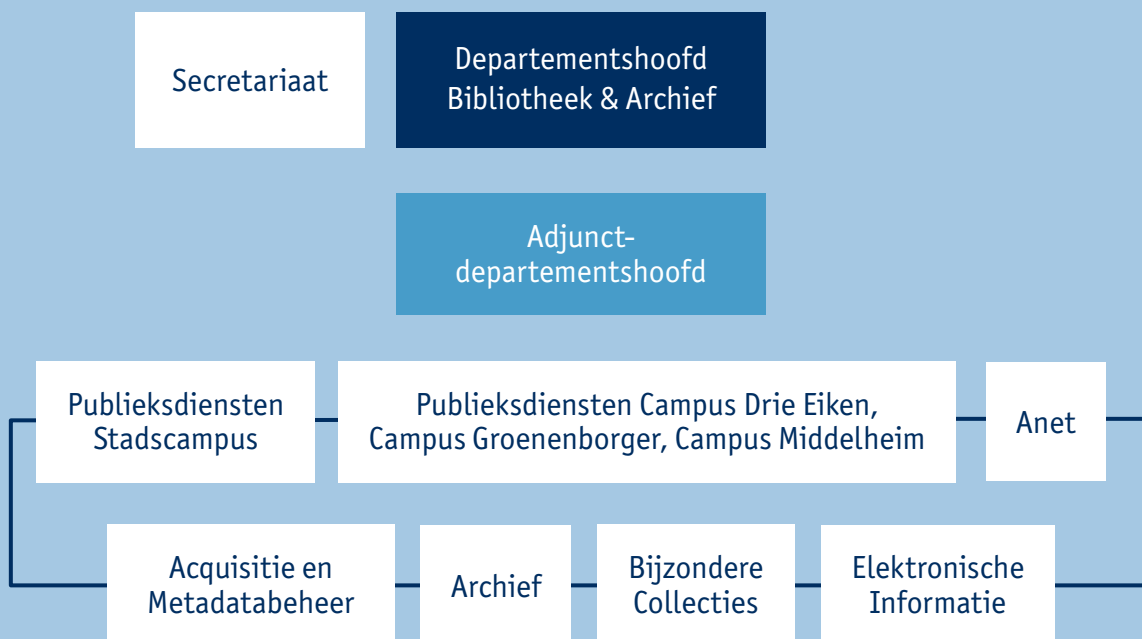 Secretariaat
Departementshoofd
Bibliotheek & Archief
Adjunct-
departementshoofd
Publieksdiensten
Stadscampus
Publieksdiensten Campus Drie Eiken,
Campus Groenenborger, Campus Middelheim
Anet
Acquisitie en
Metadatabeheer
Archief
Bijzondere
Collecties
Elektronische
Informatie